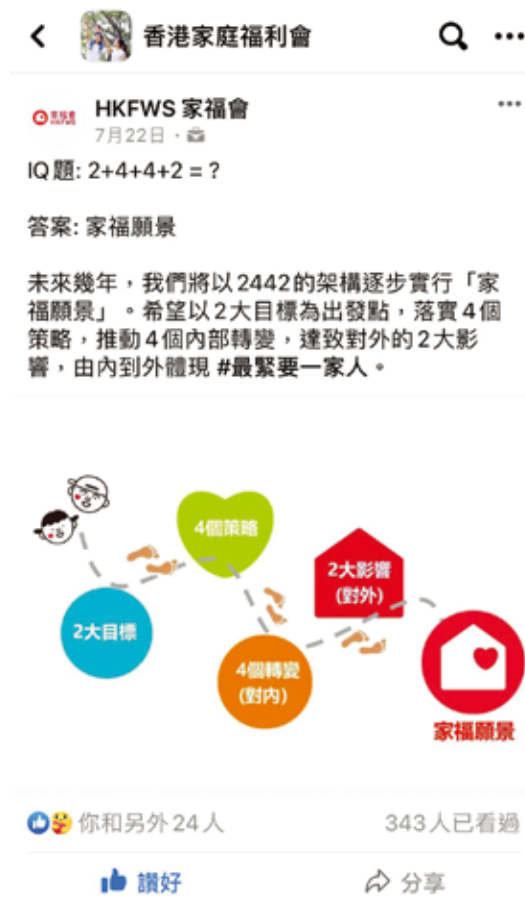 香港家庭福利會
家福會
HKFWS
HKFWS 家福會
7月22日
IQ題: 2+4+4+2 = ?
答案: 家福願景
未來幾年，我們將以2442的架構逐步實行「家
福願景」。希望以2大目標為出發點，落實4個
策略，推動4個內部轉變，達致對外的2大影
響，由內到外體現 #最緊要一家人。
4個策略
2大影響
(對外)
2大目標
4個轉變
(對內)
家福願景
你和另外24人
343人已看過
讚好
分享